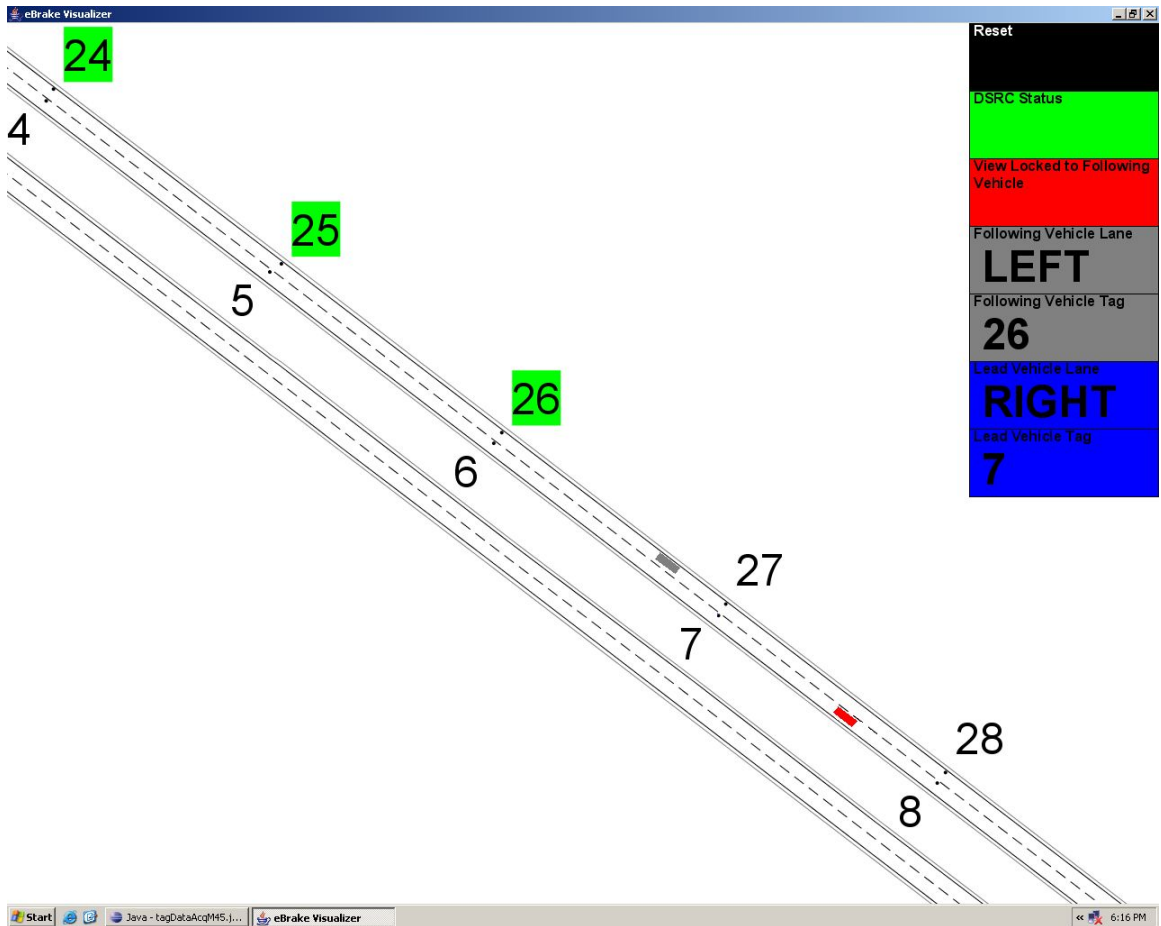 eBrake Visualizer
24
4
25
5
26
6
27
7
28
8
Reset
DSRC Status
View Locked to Following
Vehicle
Following Vehicle Lane
LEFT
Following Vehicle Tag
26
Lead Vehicle Lane
RIGHT
Lead Vehicle Tag
7
Start
Java - tagDataAcqM45.j...
eBrake Visualizer
6:16 PM